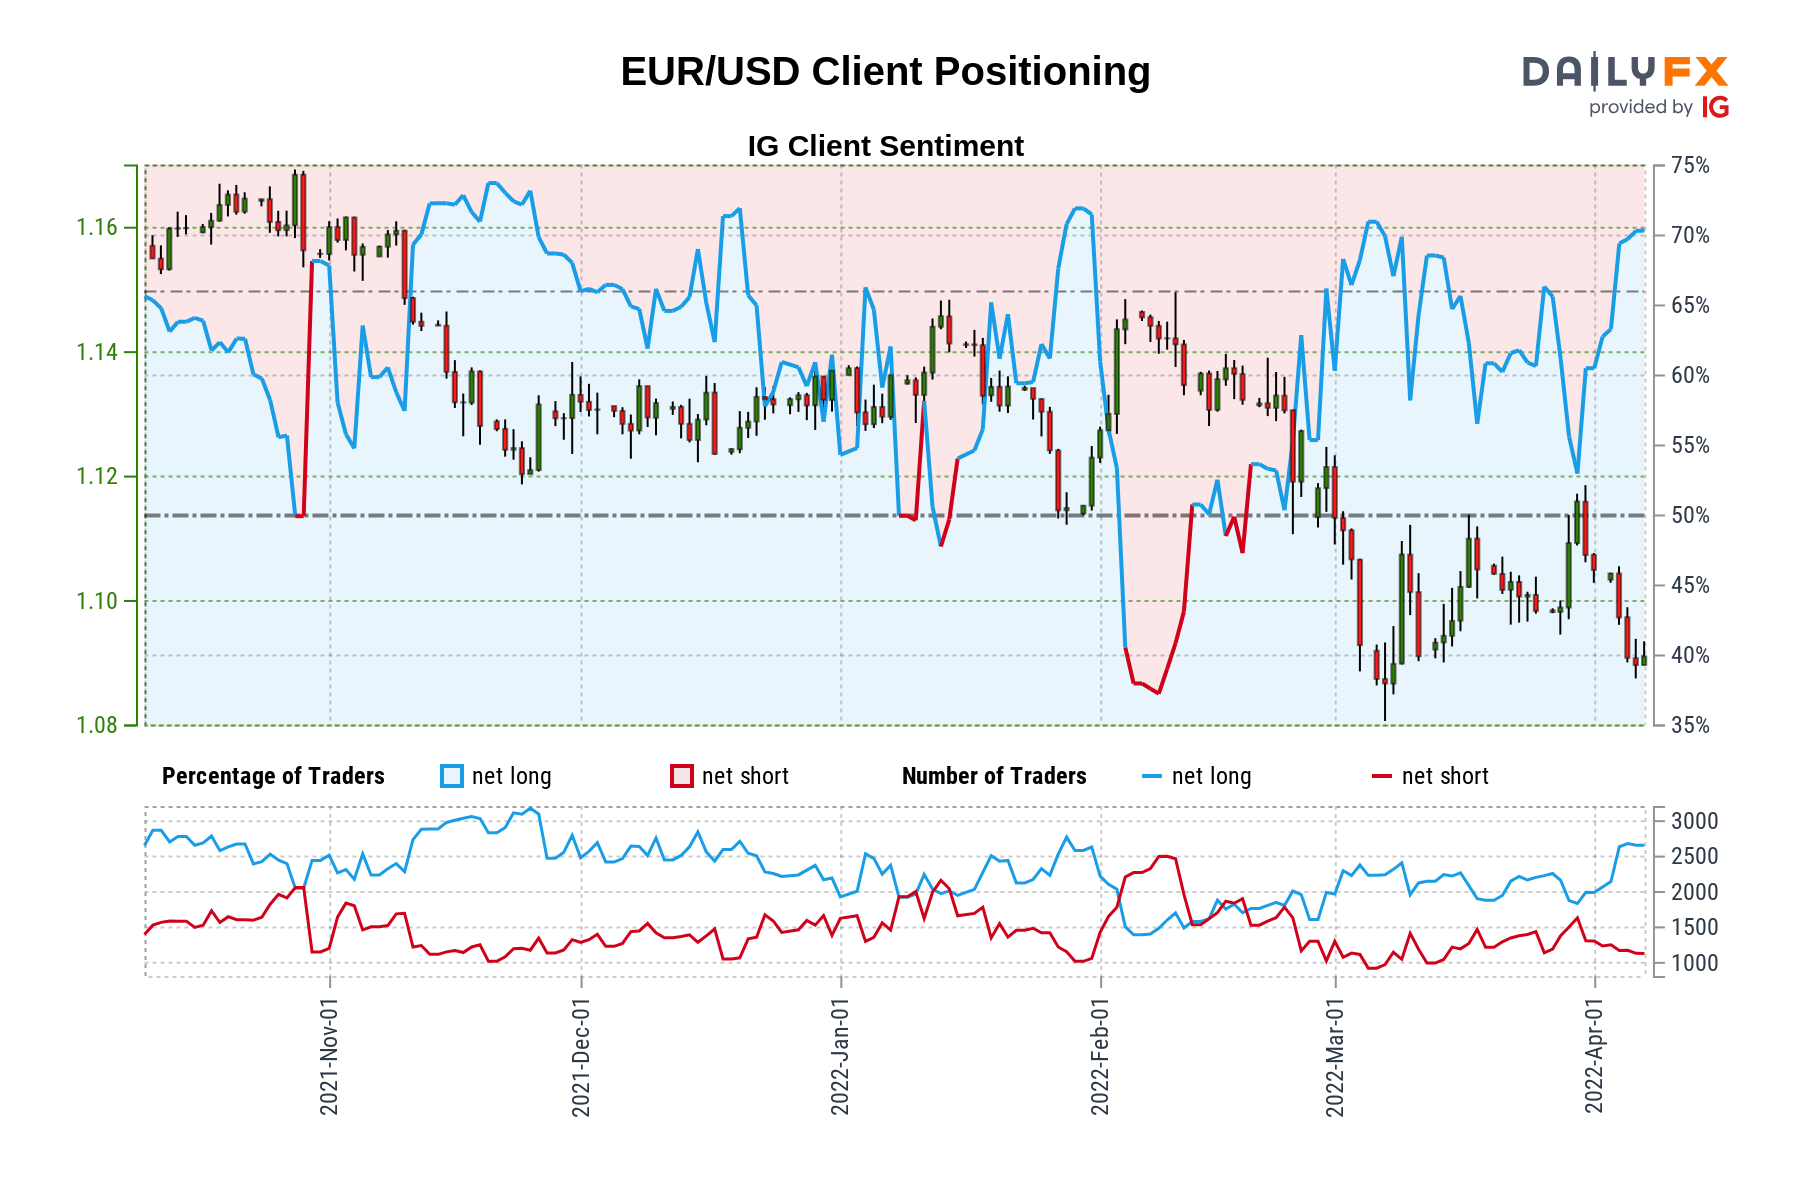 EUR/USD Client Positioning
DAILYFX
provided by IG
IG Client Sentiment
1.16
1.14
1.12
1.10
1.08
75%
70%
65%
60%
55%
50%
45%
40%
35%
Percentage of Traders net long net short Number of Traders net long net short
3000
2500
2000
1500
1000
2021-Nov-01
2021-Dec-01
2022-Jan-01
2022-Feb-01
2022-Mar-01
2022-Apr-01